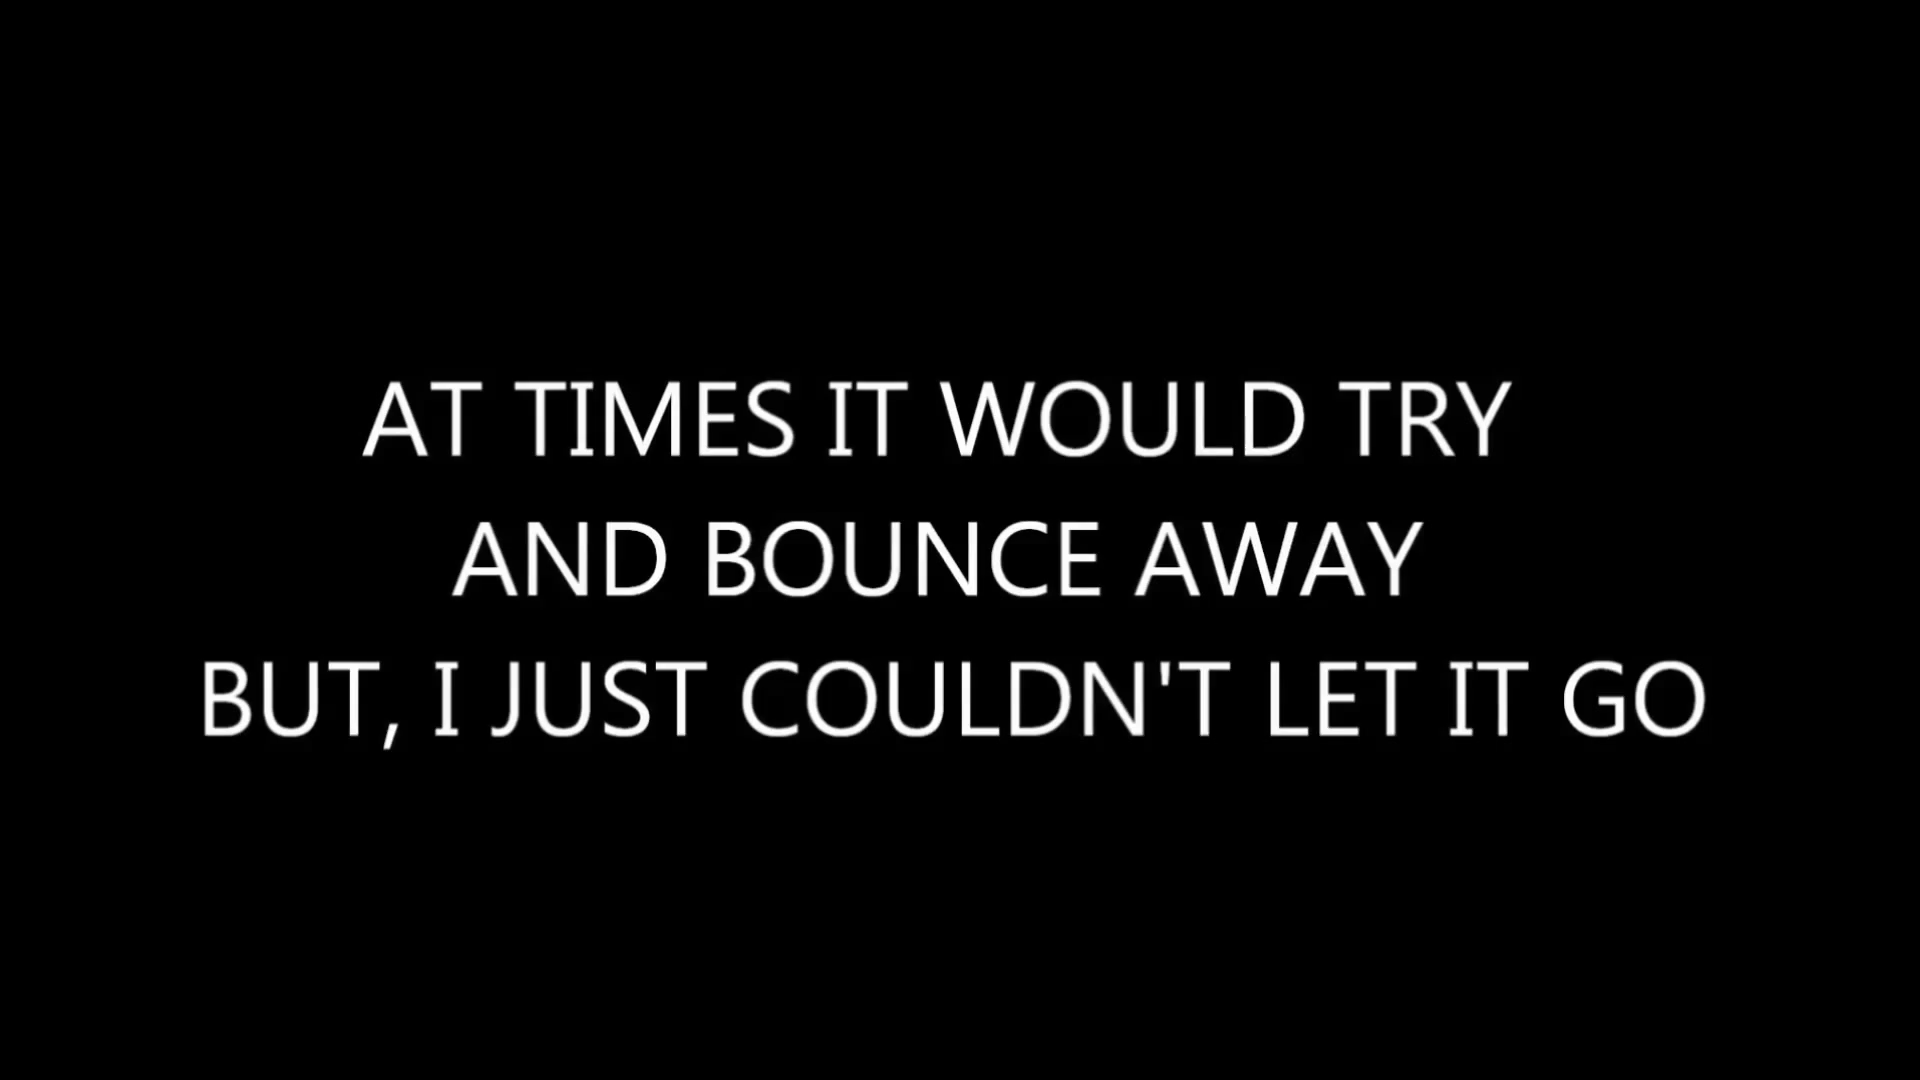 AT TIMES IT WOULD TRY
AND BOUNCE AWAY
BUT, I JUST COULDN'T LET IT GO